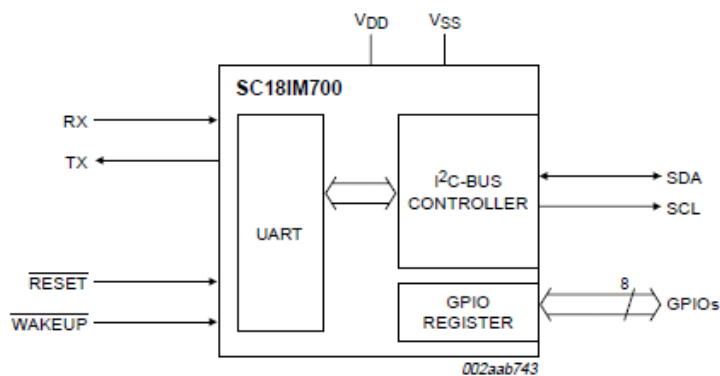 VDD
VSS
SC18IM700
RX
TX
RESET
WAKEUP
UART
I2C-BUS
CONTROLLER
GPIO
REGISTER
SDA
SCL
8
GPIOs
002aab743